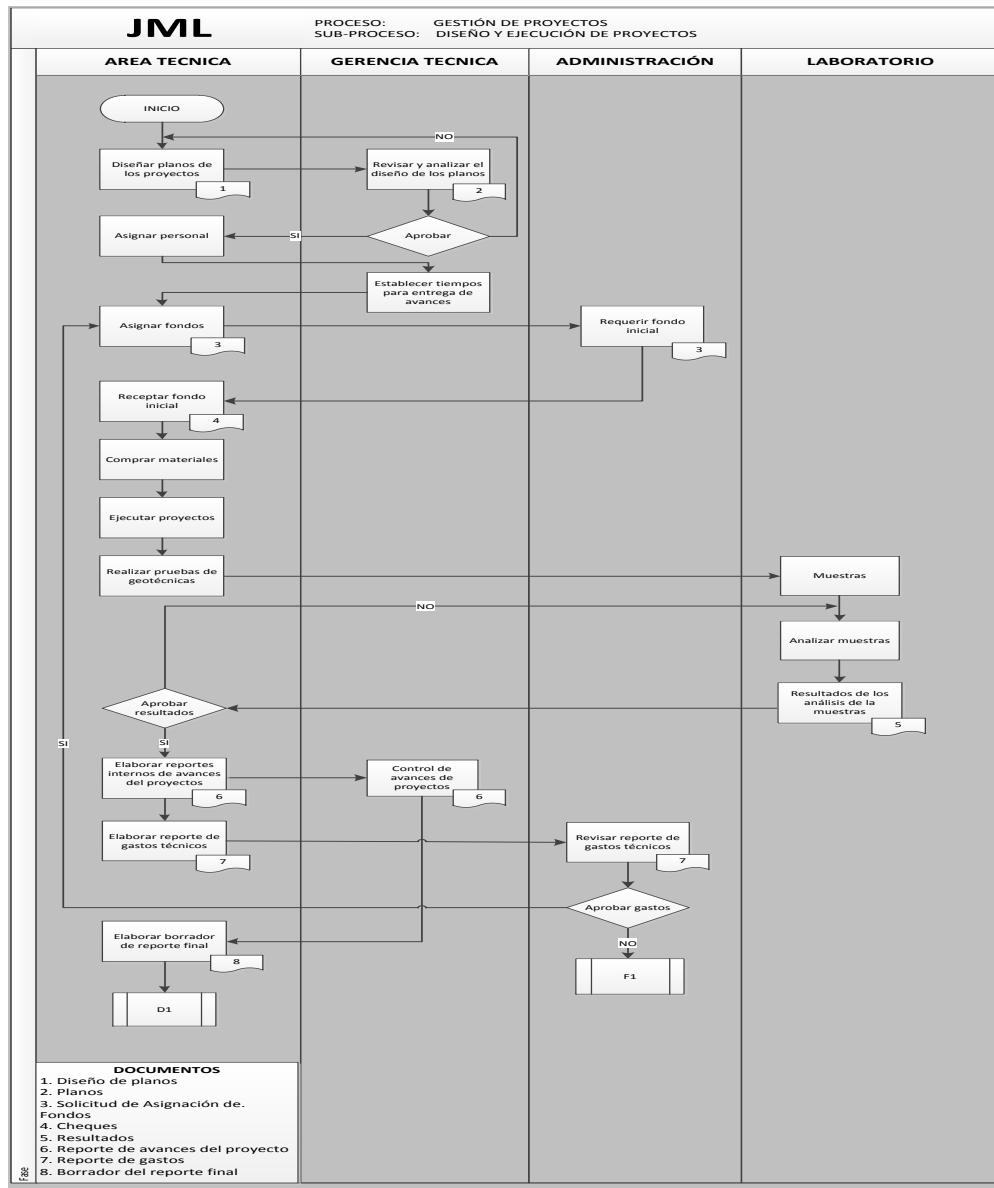 JML
PROCESO: GESTIÓN DE PROYECTOS
SUB-PROCESO: DISEÑO Y EJECUCIÓN DE PROYECTOS
AREA TECNICA
GERENCIA TECNICA
ADMINISTRACIÓN
LABORATORIO
INICIO
NO
Diseñar planos de
los proyectos
1
Revisar y analizar el
diseño de los planos
2
Asignar personal
SI
Aprobar
Establecer tiempos
para entrega de
avances
Asignar fondos
3
Requerir fondo
inicial
3
Receptar fondo
inicial
4
Comprar materiales
Ejecutar proyectos
Realizar pruebas de
geotécnicas
Muestras
NO
Analizar muestras
Aprobar
resultados
Resultados de los
análisis de la
muestras
5
SI
SI
Elaborar reportes
internos de avances
del proyectos
6
Control de
avances de
proyectos
6
Elaborar reporte de
gastos técnicos
7
Revisar reporte de
gastos técnicos
7
Aprobar gastos
Elaborar borrador
de reporte final
8
NO
F1
D1
DOCUMENTOS
1. Diseño de planos
2. Planos
3. Solicitud de Asignación de.
Fondos
4. Cheques
5. Resultados
6. Reporte de avances del proyecto
7. Reporte de gastos
8. Borrador del reporte final
Fase